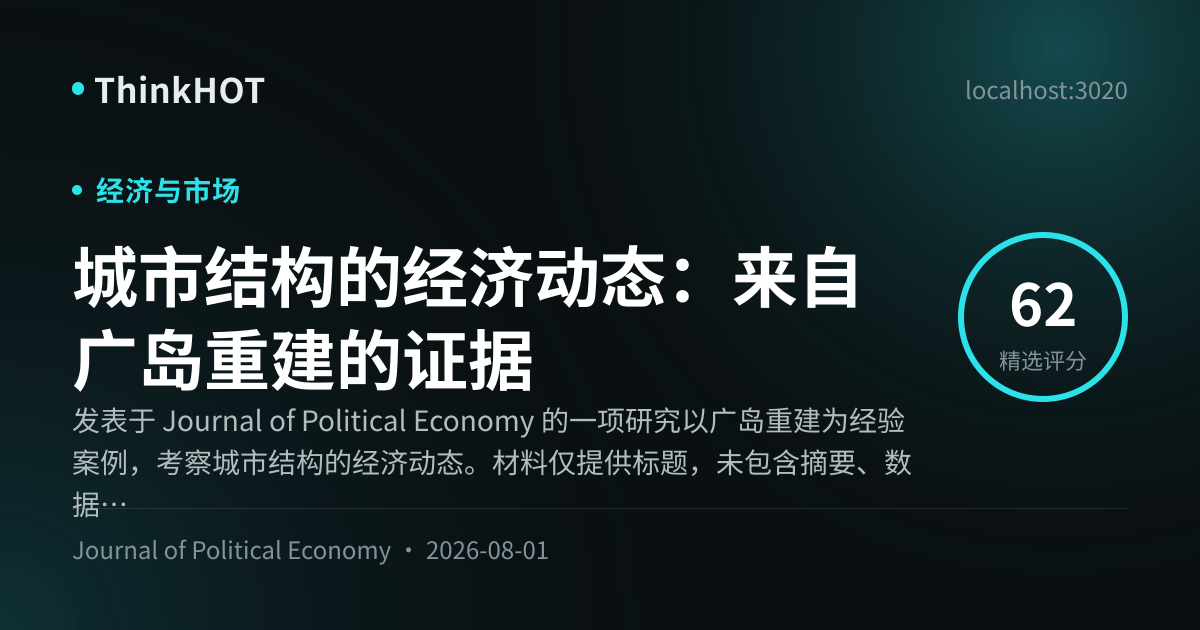 ThinkHOT
localhost:3020
经济与市场
城市结构的经济动态：来自
广岛重建的证据
62
精选评分
发表于 Journal of Political Economy 的一项研究以广岛重建为经验
案例，考察城市结构的经济动态。材料仅提供标题，未包含摘要、数
据…
Journal of Political Economy · 2026-08-01